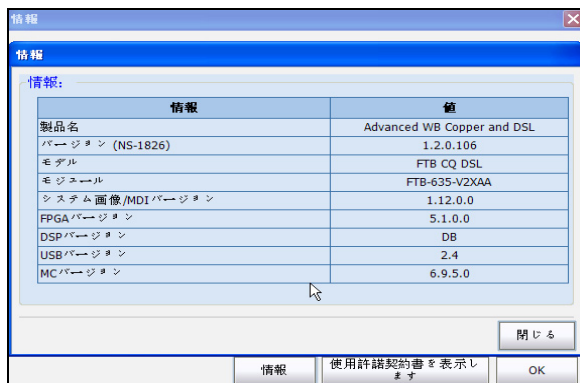 情報
情報
情報:
情報 値
製品名 Advanced WB Copper and DSL
バージョン (NS-1826) 1.2.0.106
モデル FTB CQ DSL
モジュール FTB-635-V2XAA
システム画像/MDIバージョン 1.12.0.0
FPGAバージョン 5.1.0.0
DSPバージョン DB
USBバージョン 2.4
MCバージョン 6.9.5.0
閉じる
情報 使用許諾契約書を表示し
ます OK